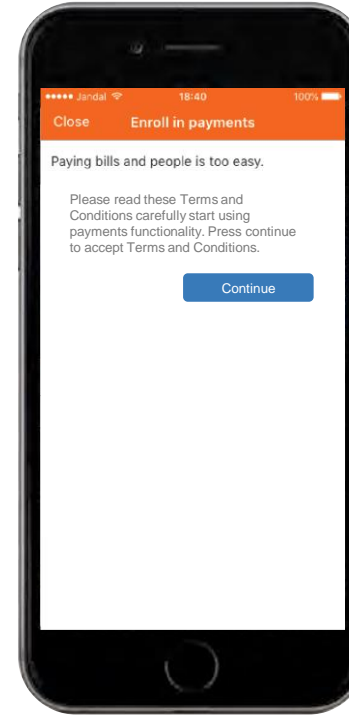 Jandal 18:40 100%
Close Enroll in payments
Paying bills and people is too easy.
Please read these Terms and
Conditions carefully start using
payments functionality. Press continue
to accept Terms and Conditions.
Continue